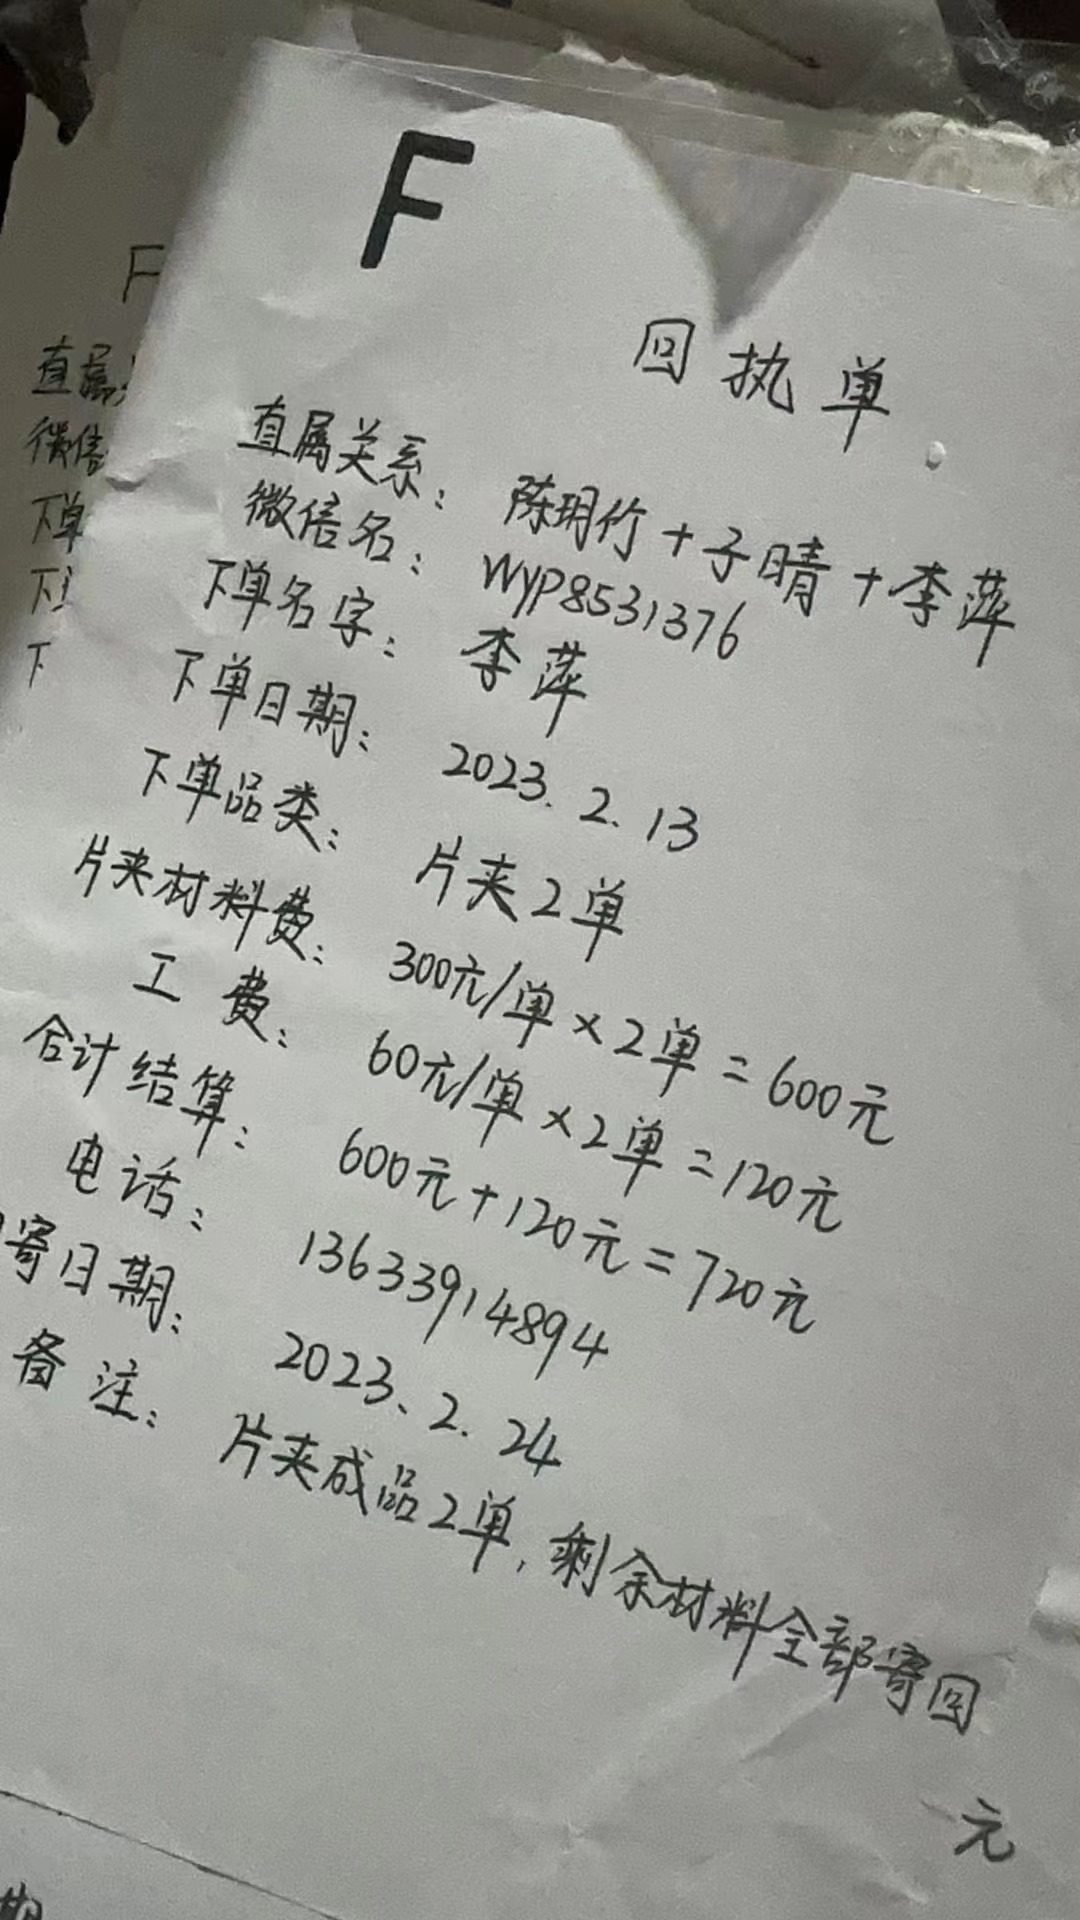 F
回执单
直属关系：陈玥竹+子晴+李萍
微信名：wyp8531376
下单名字：李萍
下单日期：2023.2.13
下单品类：片夹2单
片夹材料费：300元/单×2单=600元
工费：60元/单×2单=120元
合计结算：600元+120元=720元
电话：13633914894
寄日期：2023.2.24
备注：片夹成品2单,剩余材料全部寄回
元
F
直属
微信
下单
下单
下